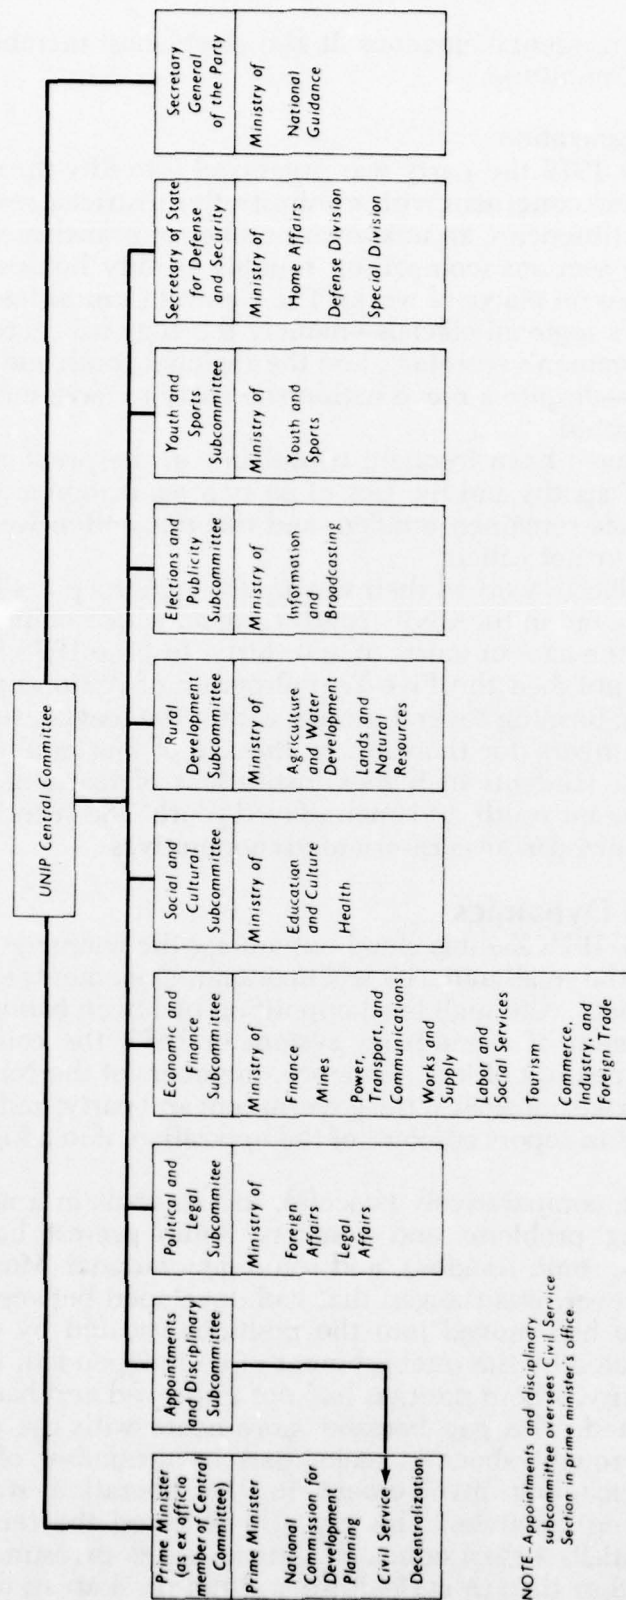 UNIP Central Committee
Prime Minister
(as ex officio
member of Central
Committee)
Prime Minister
National
Commission for
Development
Planning
Civil Service
Decentralization
Appointments
and Disciplinary
Subcommittee
Political and
Legal
Subcommittee
Ministry of
Foreign
Affairs
Legal
Affairs
Economic and
Finance
Subcommittee
Ministry of
Finance
Mines
Power,
Transport, and
Communications
Works and
Supply
Labor and
Social Services
Tourism
Commerce,
Industry, and
Foreign Trade
Social and
Cultural
Subcommittee
Ministry of
Education
and Culture
Health
Rural
Development
Subcommittee
Ministry of
Agriculture
and Water
Development
Lands and
Natural
Resources
Elections and
Publicity
Subcommittee
Ministry of
Information
and
Broadcasting
Youth and
Sports
Subcommittee
Ministry of
Youth and
Sports
Secretary of State
for Defense
and Security
Ministry of
Home Affairs
Defense Division
Special Division
Secretary
General
of the Party
Ministry of
National
Guidance
NOTE–Appointments and disciplinary
subcommittee oversees Civil Service
Section in prime minister's office